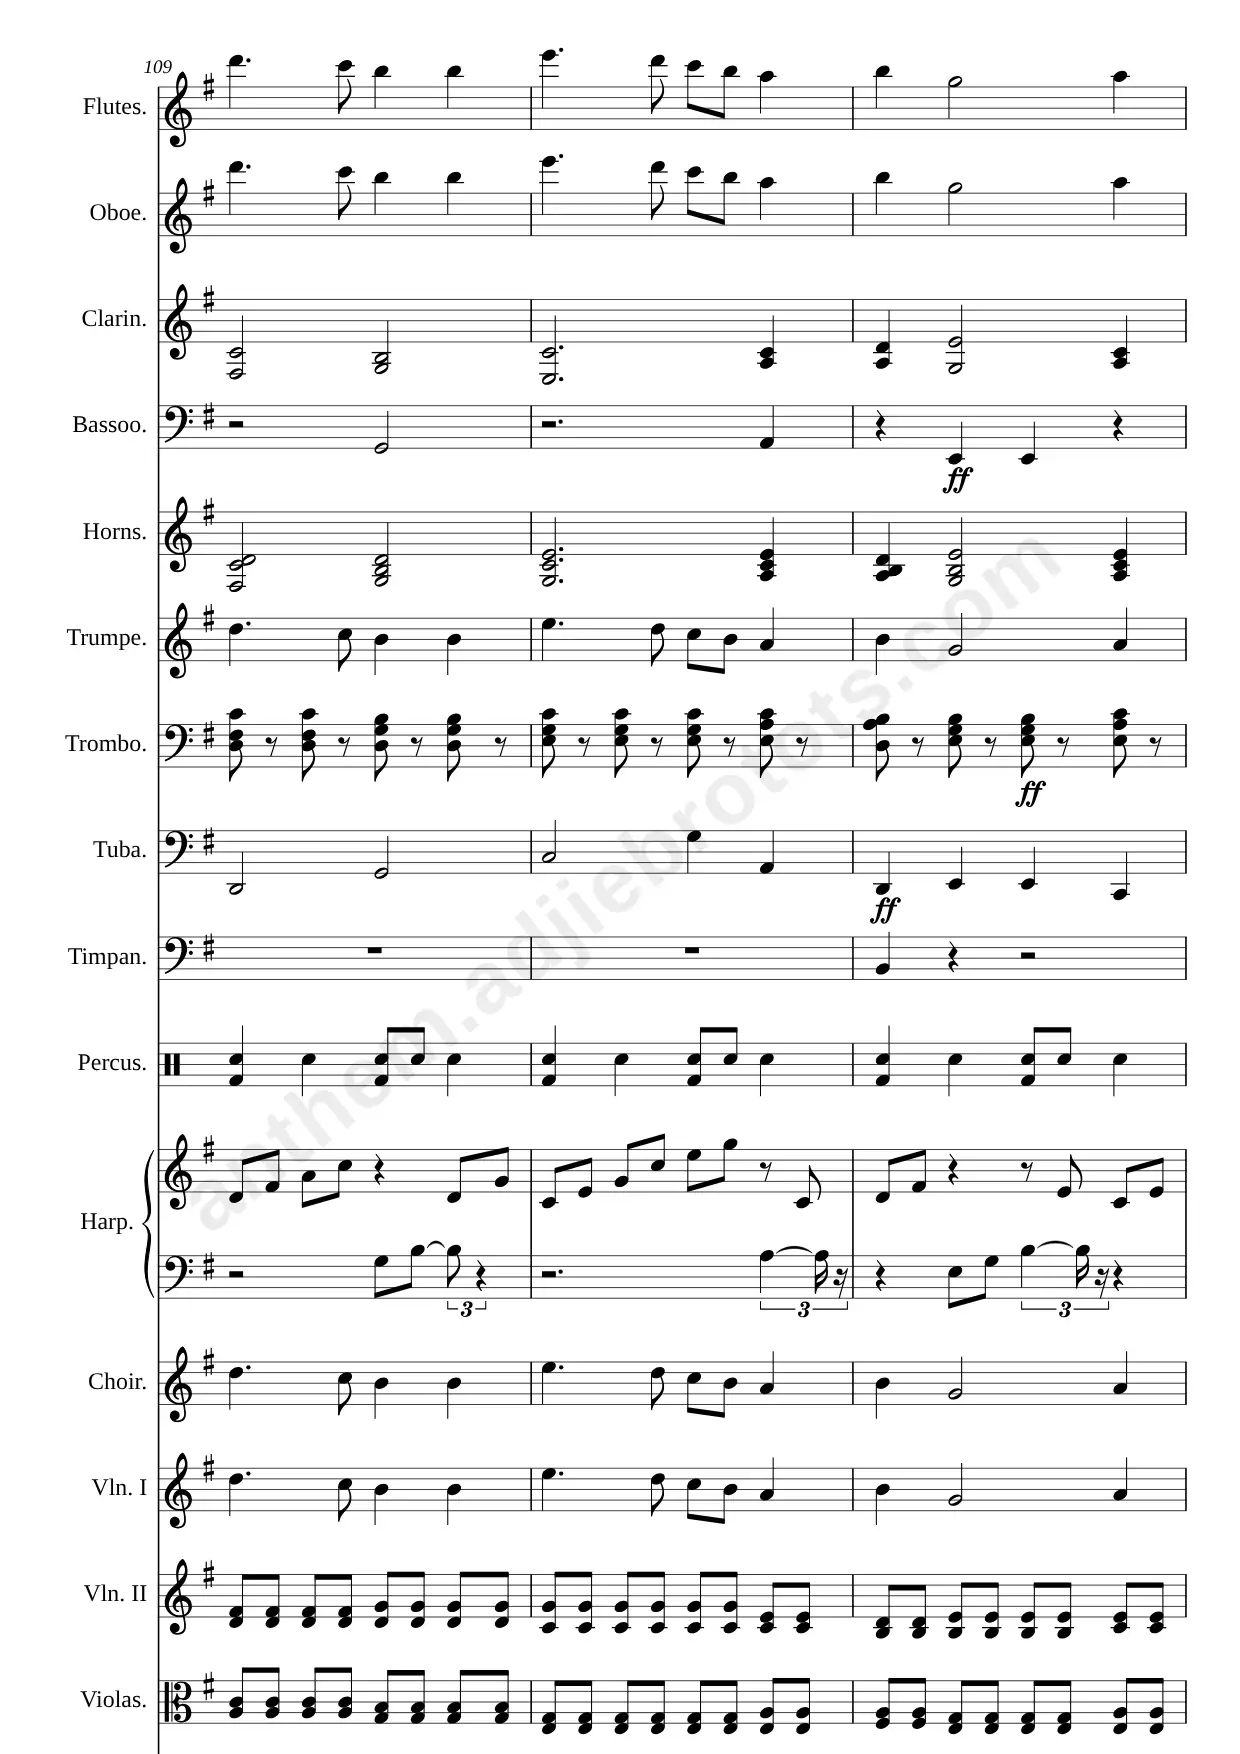 109
Flutes.
Oboe.
Clarin.
Bassoo.
ff
Horns.
Trumpe.
Trombo.
ff
Tuba.
ff
Timpan.
Percus.
Harp.
3
3
3
Choir.
Vln. I
Vln. II
Violas.
anthem.adjiebrotots.com